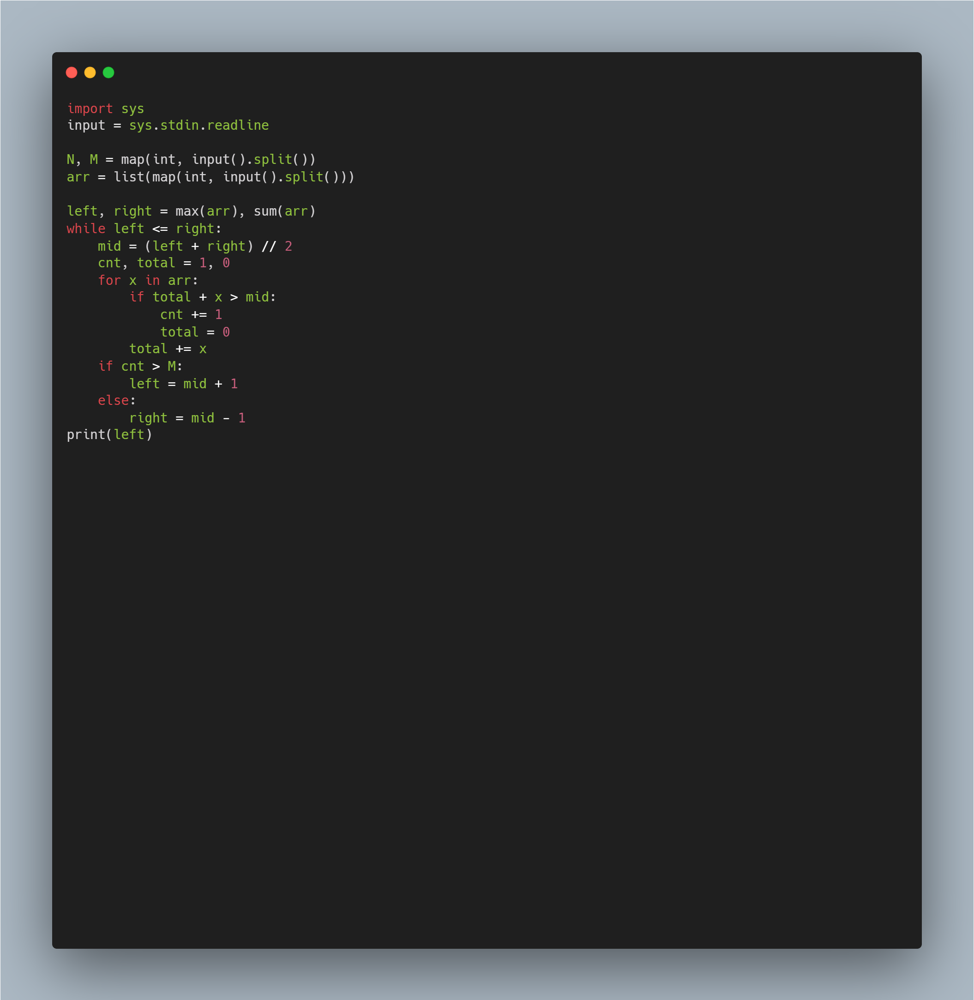 import sys
input = sys.stdin.readline

N, M = map(int, input().split())
arr = list(map(int, input().split()))

left, right = max(arr), sum(arr)
while left <= right:
    mid = (left + right) // 2
    cnt, total = 1, 0
    for x in arr:
        if total + x > mid:
            cnt += 1
            total = 0
        total += x
    if cnt > M:
        left = mid + 1
    else:
        right = mid - 1
print(left)